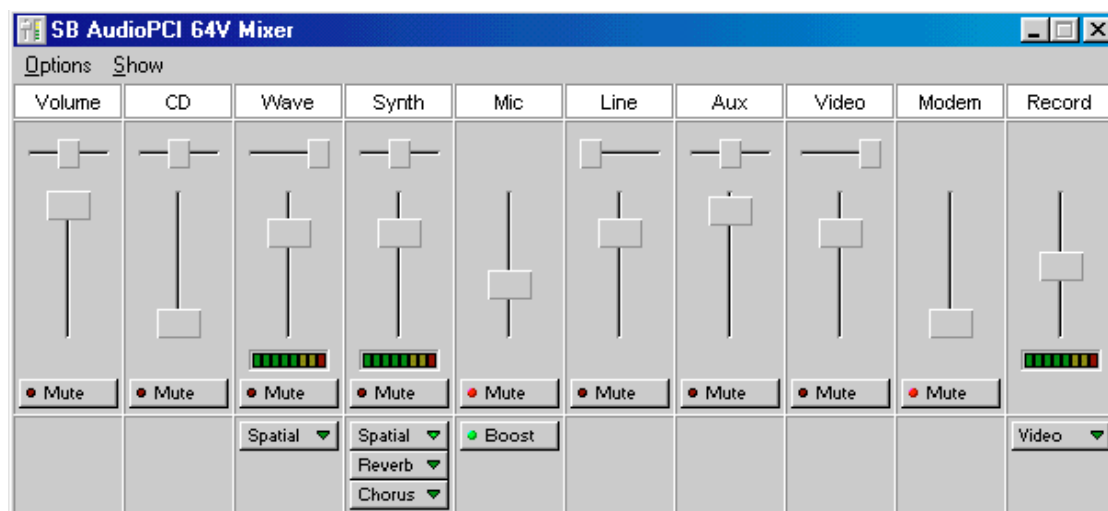 SB AudioPCI 64V Mixer
Options Show
Volume CD Wave Synth Mic Line Aux Video Modem Record
Mute Mute Mute Mute Mute Mute Mute Mute Mute
Spatial Spatial Boost Video
Reverb
Chorus